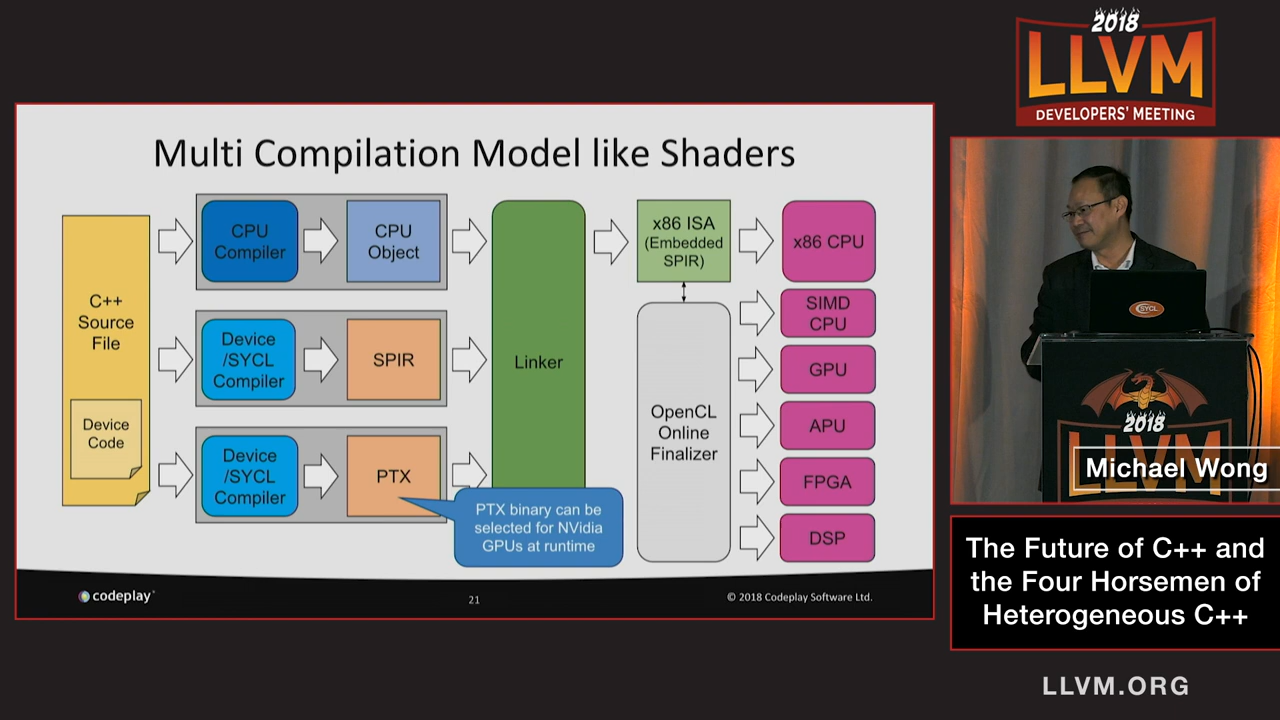 2018
LLVM
DEVELOPERS' MEETING
Multi Compilation Model like Shaders
C++
Source
File
Device
Code
CPU
Compiler
CPU
Object
Device
/SYCL
Compiler
SPIR
Device
/SYCL
Compiler
PTX
PTX binary can be
selected for NVidia
GPUs at runtime
Linker
x86 ISA
(Embedded
SPIR)
OpenCL
Online
Finalizer
x86 CPU
SIMD
CPU
GPU
APU
FPGA
DSP
codeplay
21
© 2018 Codeplay Software Ltd.
SYCL
2018
LLVM
Michael Wong
The Future of C++ and
the Four Horsemen of
Heterogeneous C++
LLVM.ORG